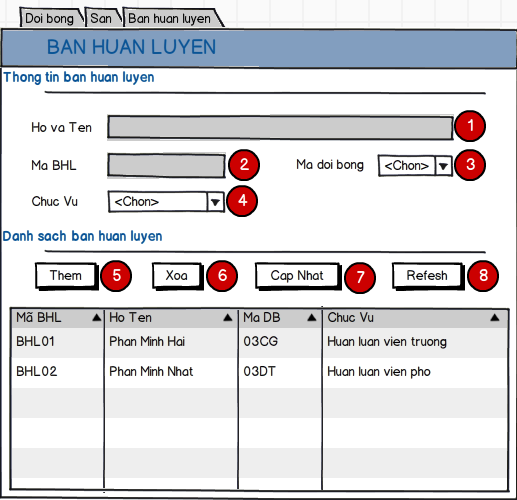 Doi bong San Ban huan luyen
BAN HUAN LUYEN
Thong tin ban huan luyen
Ho va Ten 1
Ma BHL 2 Ma doi bong <Chon> 3
Chuc Vu <Chon> 4
Danh sach ban huan luyen
Them 5 Xoa 6 Cap Nhat 7 Refesh 8
Mã BHL Ho Ten Ma DB Chuc Vu
BHL01 Phan Minh Hai 03CG Huan luan vien truong
BHL02 Phan Minh Nhat 03DT Huan luan vien pho